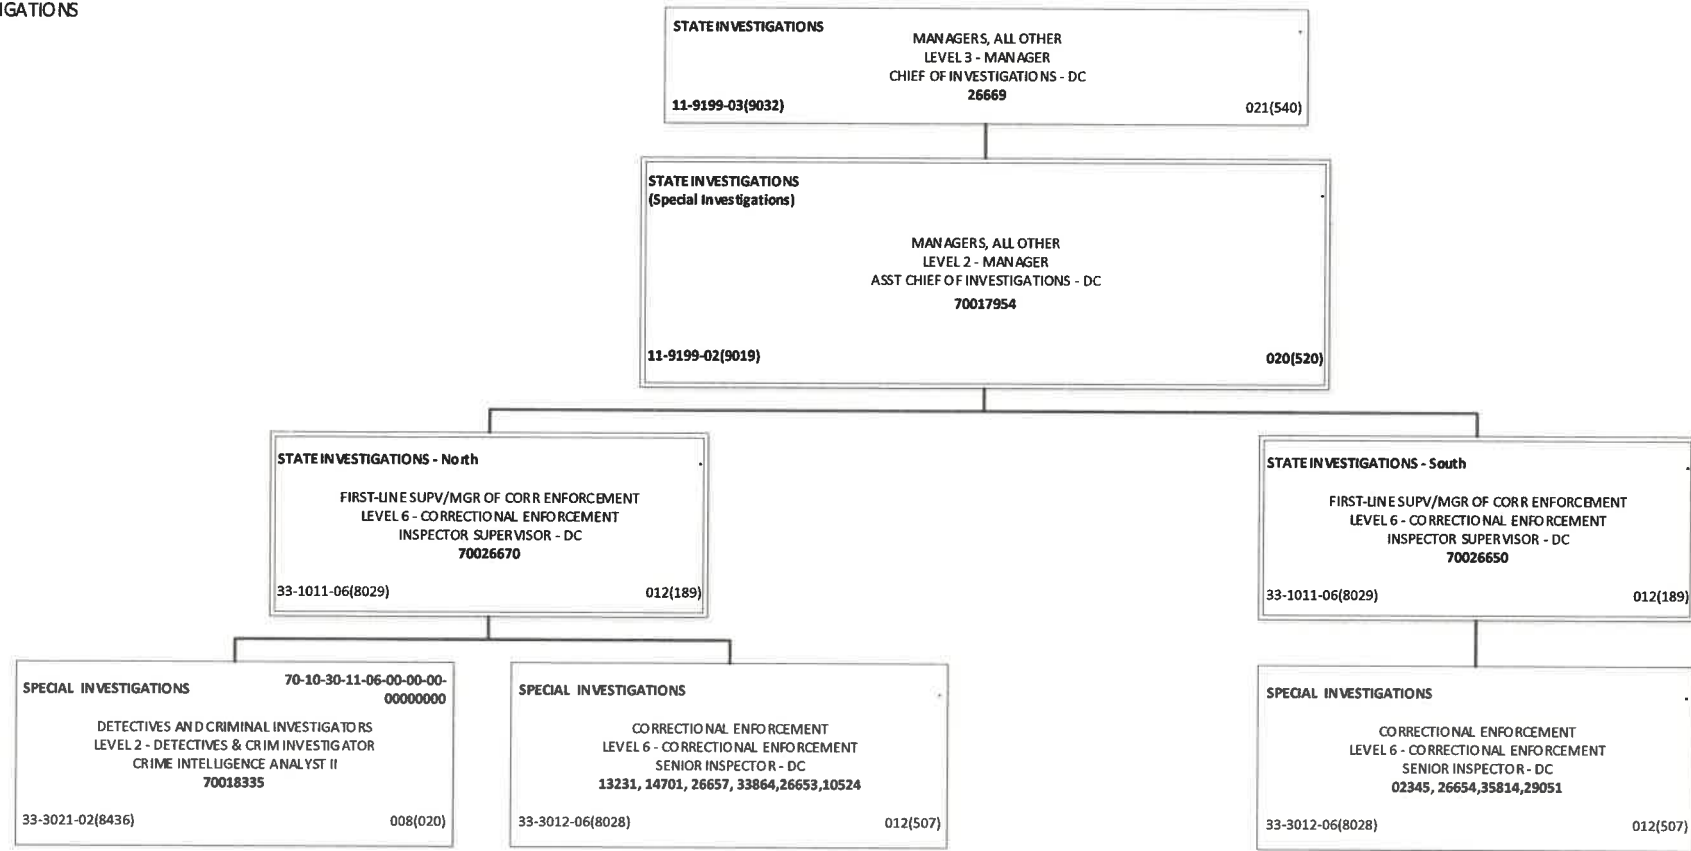 IGATIONS
STATE INVESTIGATIONS
MANAGERS, ALL OTHER
LEVEL 3 - MANAGER
CHIEF OF INVESTIGATIONS - DC
26669
11-9199-03(9032)
021(540)
STATE INVESTIGATIONS
(Special Investigations)
MANAGERS, ALL OTHER
LEVEL 2 - MANAGER
ASST CHIEF OF INVESTIGATIONS - DC
70017954
11-9199-02(9019)
020(520)
STATE INVESTIGATIONS - North
FIRST-LINE SUPV/MGR OF CORR ENFORCEMENT
LEVEL 6 - CORRECTIONAL ENFORCEMENT
INSPECTOR SUPERVISOR - DC
70026670
33-1011-06(8029)
012(189)
STATE INVESTIGATIONS - South
FIRST-LINE SUPV/MGR OF CORR ENFORCEMENT
LEVEL 6 - CORRECTIONAL ENFORCEMENT
INSPECTOR SUPERVISOR - DC
70026650
33-1011-06(8029)
012(189)
SPECIAL INVESTIGATIONS
70-10-30-11-06-00-00-00-
00000000
DETECTIVES AND CRIMINAL INVESTIGATORS
LEVEL 2 - DETECTIVES & CRIM INVESTIGATOR
CRIME INTELLIGENCE ANALYST II
70018335
33-3021-02(8436)
008(020)
SPECIAL INVESTIGATIONS
CORRECTIONAL ENFORCEMENT
LEVEL 6 - CORRECTIONAL ENFORCEMENT
SENIOR INSPECTOR - DC
13231, 14701, 26657, 33864,26653,10524
33-3012-06(8028)
012(507)
SPECIAL INVESTIGATIONS
CORRECTIONAL ENFORCEMENT
LEVEL 6 - CORRECTIONAL ENFORCEMENT
SENIOR INSPECTOR - DC
02345, 26654,35814,29051
33-3012-06(8028)
012(507)